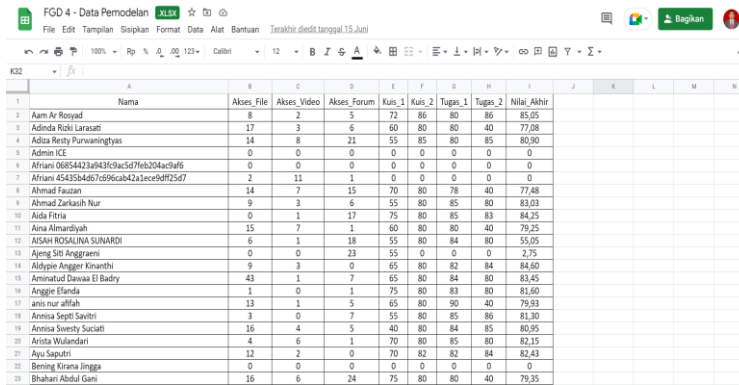 FGD 4 - Data Pemodelan .XLSX
File Edit Tampilan Sisipkan Format Data Alat Bantuan Terakhir diedit tanggal 15 Juni
Bagikan
100% Rp % .0 .00 123 Calibri 12 B I S A
K32 fx
A B C D E F G H I J K L M N
1 Nama Akses_File Akses_Video Akses_Forum Kuis_1 Kuis_2 Tugas_1 Tugas_2 Nilai_Akhir
2 Aam Ar Rosyad 8 2 5 72 86 80 86 85,05
3 Adinda Rizki Larasati 17 3 6 60 80 80 40 77,08
4 Adiza Resty Purwaningtyas 14 8 21 55 85 80 85 80,90
5 Admin ICE 0 0 0 0 0 0 0 0
6 Afriani 06854423a943fc9ac5d7feb204ac9af6 0 0 0 0 0 0 0 0
7 Afriani 45435b4d67c696cab42a1ece9dff25d7 2 11 1 0 0 0 0 0
8 Ahmad Fauzan 14 7 15 70 80 78 40 77,48
9 Ahmad Zarkasih Nur 9 3 6 55 80 85 80 83,03
10 Aida Fitria 0 1 17 75 85 85 83 84,25
11 Aina Almardiyah 15 7 1 60 80 80 40 79,25
12 AISAH ROSALINA SUNARDI 6 1 18 55 80 84 80 55,05
13 Ajeng Siti Anggraeni 0 0 23 55 0 0 0 2,75
14 Aldypie Angger Kinanthi 9 3 0 65 80 82 84 84,60
15 Aminatud Dawaa El Badry 43 1 7 65 80 84 80 83,45
16 Anggie Efanda 1 0 1 75 80 83 80 81,60
17 anis nur afifah 13 1 5 65 80 90 40 79,93
18 Annisa Septi Savitri 3 0 7 55 80 85 86 81,30
19 Annisa Swesty Suciati 16 4 5 40 80 84 85 80,95
20 Arista Wulandari 4 6 1 70 80 85 80 82,15
21 Ayu Saputri 12 2 0 70 82 82 84 82,43
22 Bening Kirana Jingga 0 0 0 0 0 0 0 0
23 Bhahari Abdul Gani 16 6 24 75 80 80 40 79,35